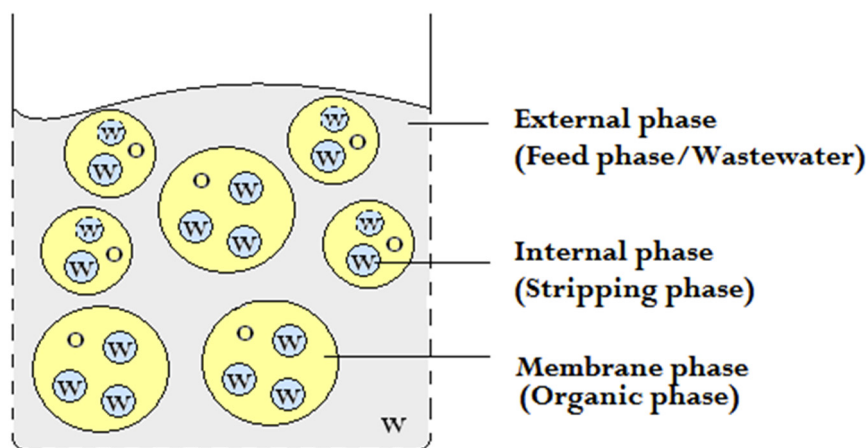 External phase
(Feed phase/Wastewater)
Internal phase
(Stripping phase)
Membrane phase
(Organic phase)
W
W
O
W
W
O
O
W
W
W
W
W
O
W
W
O
O
W
W
W
O
W
W
W
W